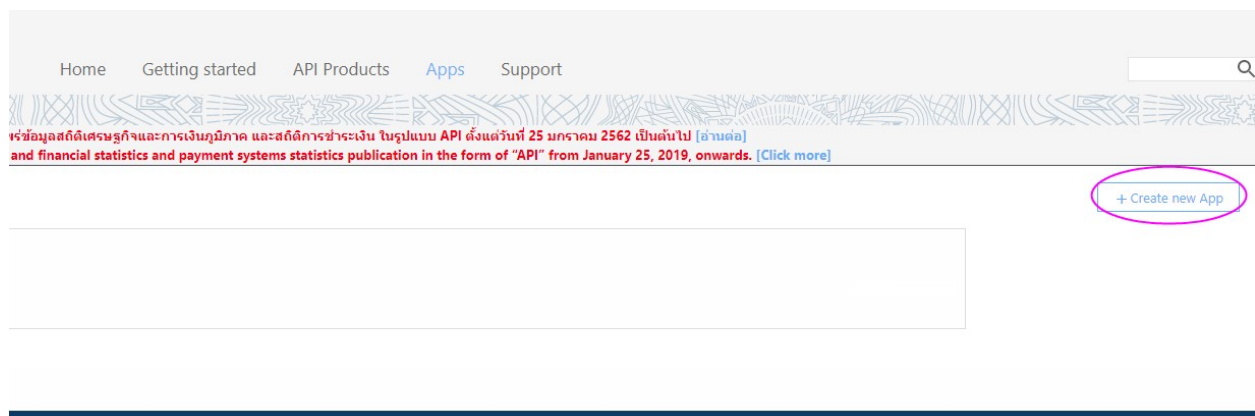 Home Getting started API Products Apps Support
ข้อมูลสถิติเศรษฐกิจและการเงินภูมิภาค และสถิติการชำระเงิน ในรูปแบบ API ตั้งแต่วันที่ 25 มกราคม 2562 เป็นต้นไป [อ่านต่อ]
and financial statistics and payment systems statistics publication in the form of “API” from January 25, 2019, onwards. [Click more]
+ Create new App